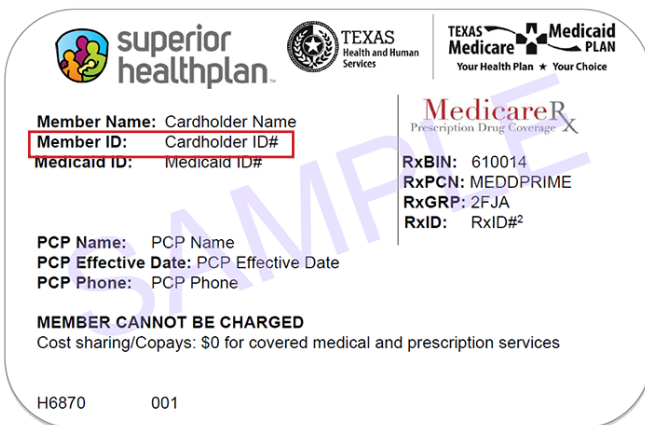 superior
healthplan™
TEXAS
Health and Human
Services
TEXAS Medicaid
Medicare PLAN
Your Health Plan ★ Your Choice
Member Name: Cardholder Name
Member ID: Cardholder ID#
Medicaid ID: Medicaid ID#
MedicareRx
Prescription Drug Coverage
RxBIN: 610014
RxPCN: MEDDPRIME
RxGRP: 2FJA
RxID: RxID#²
PCP Name: PCP Name
PCP Effective Date: PCP Effective Date
PCP Phone: PCP Phone
MEMBER CANNOT BE CHARGED
Cost sharing/Copays: $0 for covered medical and prescription services
H6870 001
SAMPLE